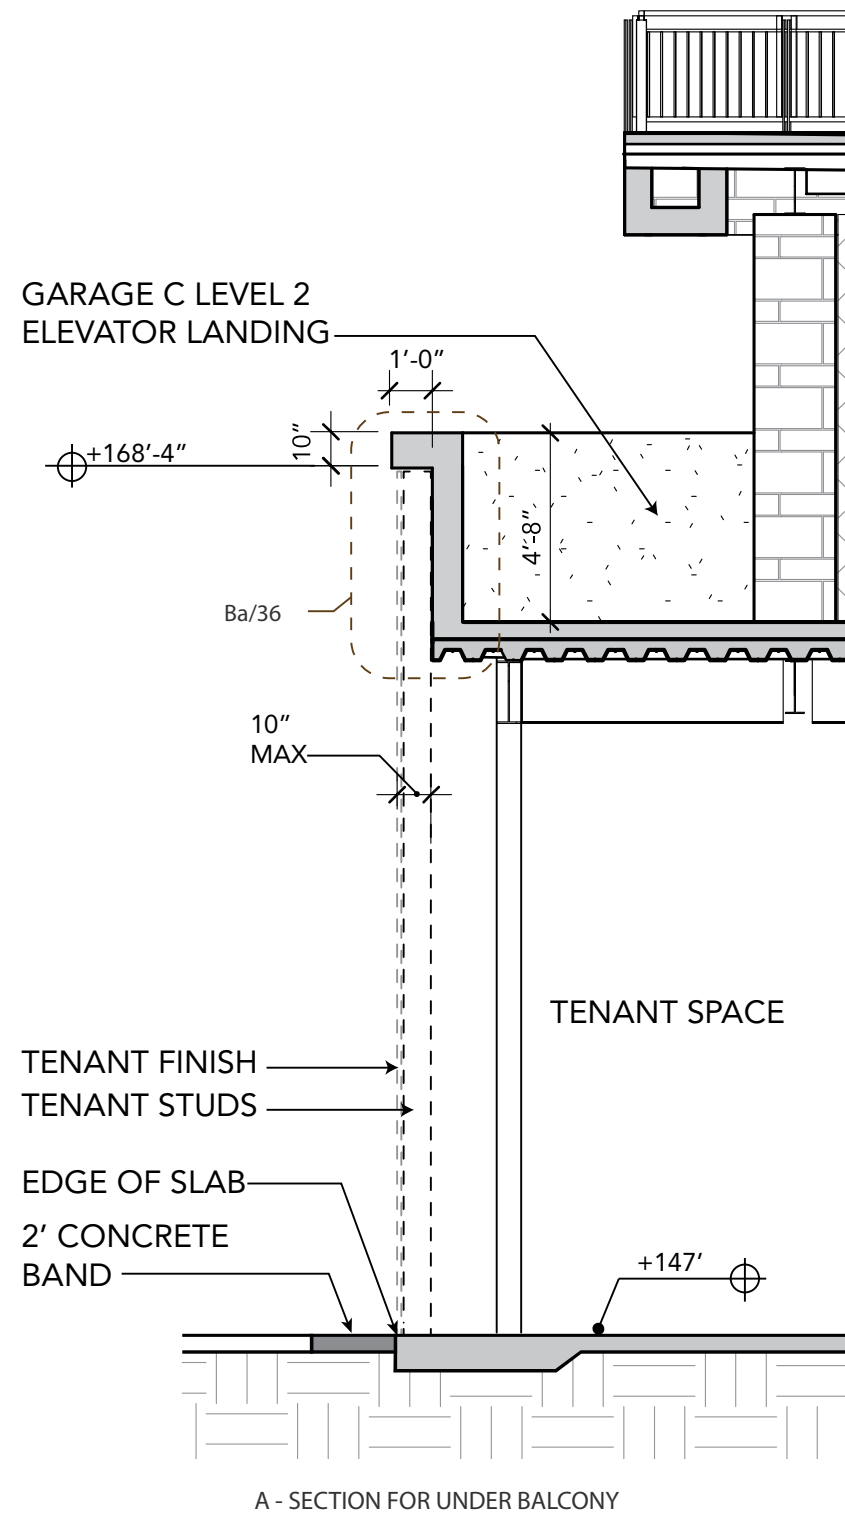 GARAGE C LEVEL 2
ELEVATOR LANDING
1’-0”
10”
+168’-4”
4’-8”
Ba/36
10”
MAX
TENANT SPACE
TENANT FINISH
TENANT STUDS
EDGE OF SLAB
2’ CONCRETE
BAND
+147’
A - SECTION FOR UNDER BALCONY